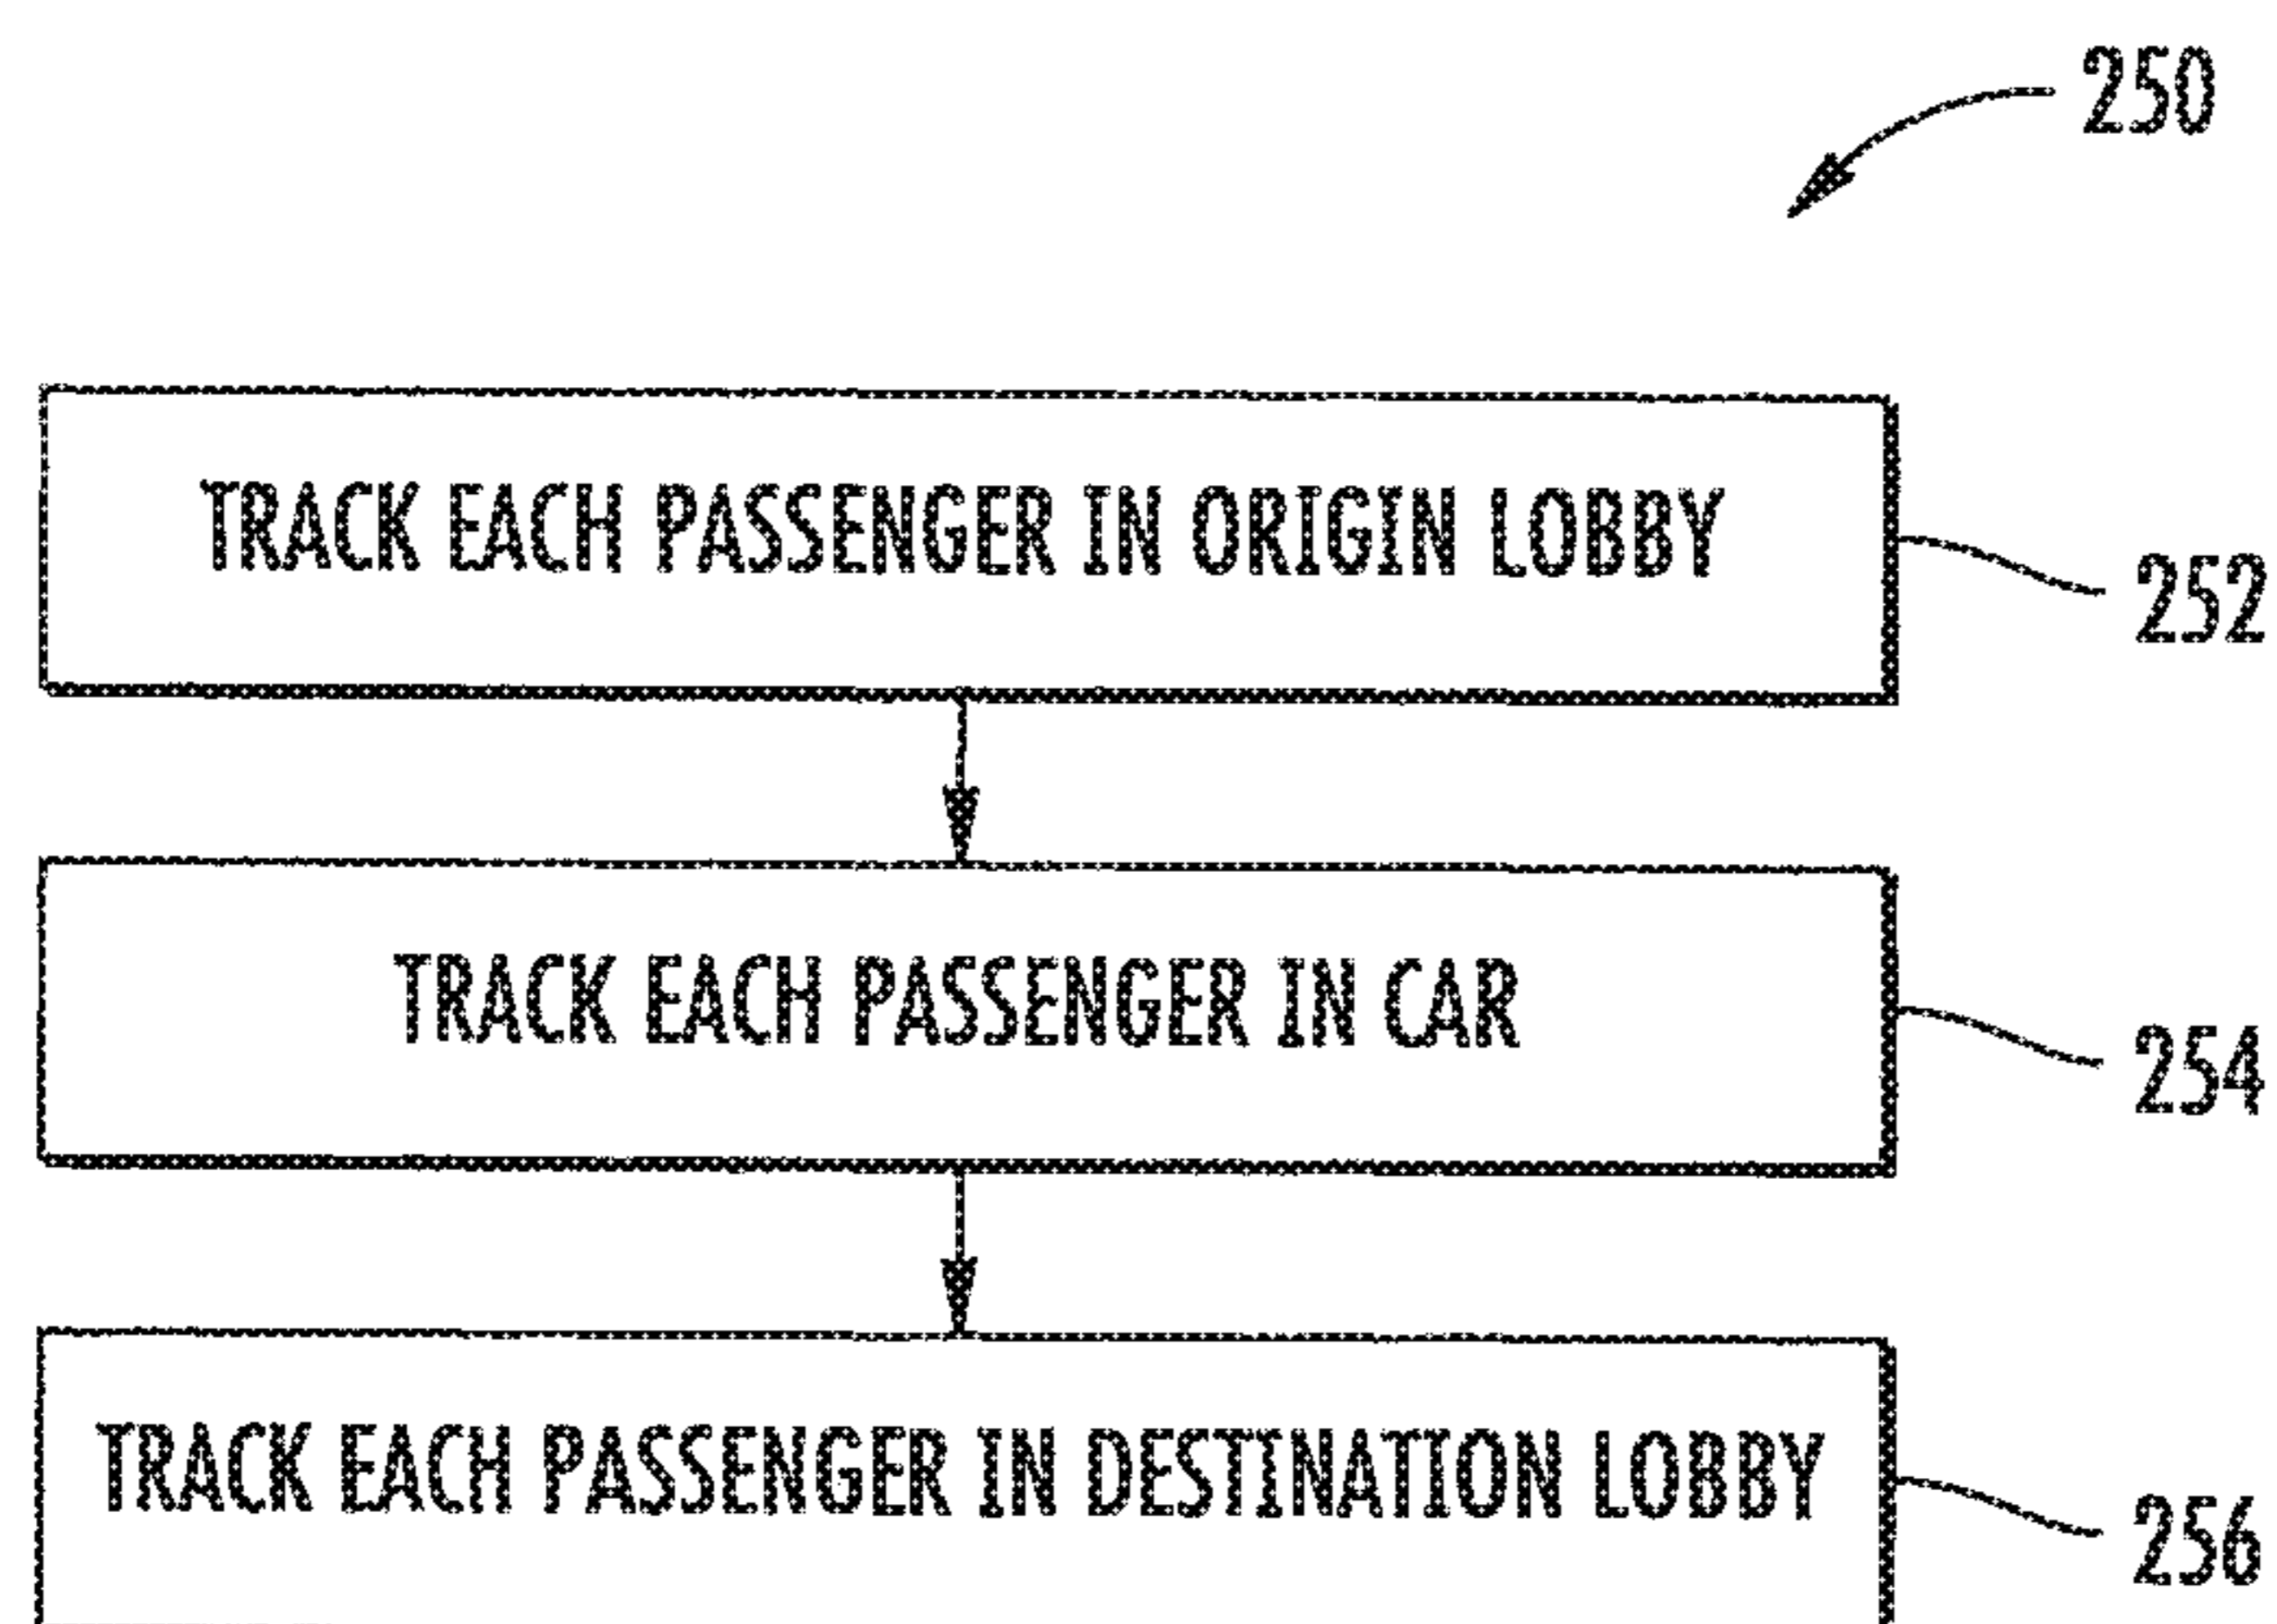 250
TRACK EACH PASSENGER IN ORIGIN LOBBY
252
TRACK EACH PASSENGER IN CAR
254
TRACK EACH PASSENGER IN DESTINATION LOBBY
256